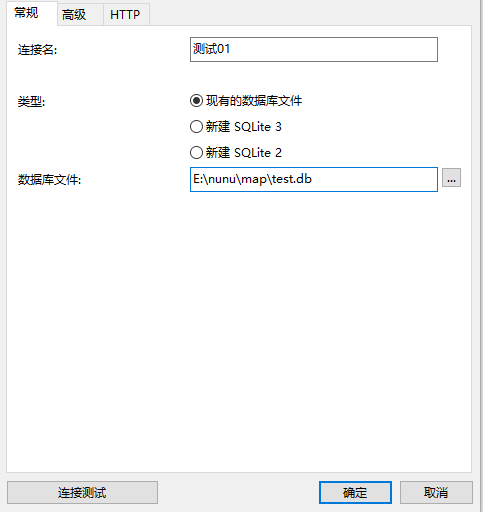 常规 高级 HTTP
连接名: 测试01
类型: 现有的数据库文件
新建 SQLite 3
新建 SQLite 2
数据库文件: E:\nunu\map\test.db ...
连接测试 确定 取消